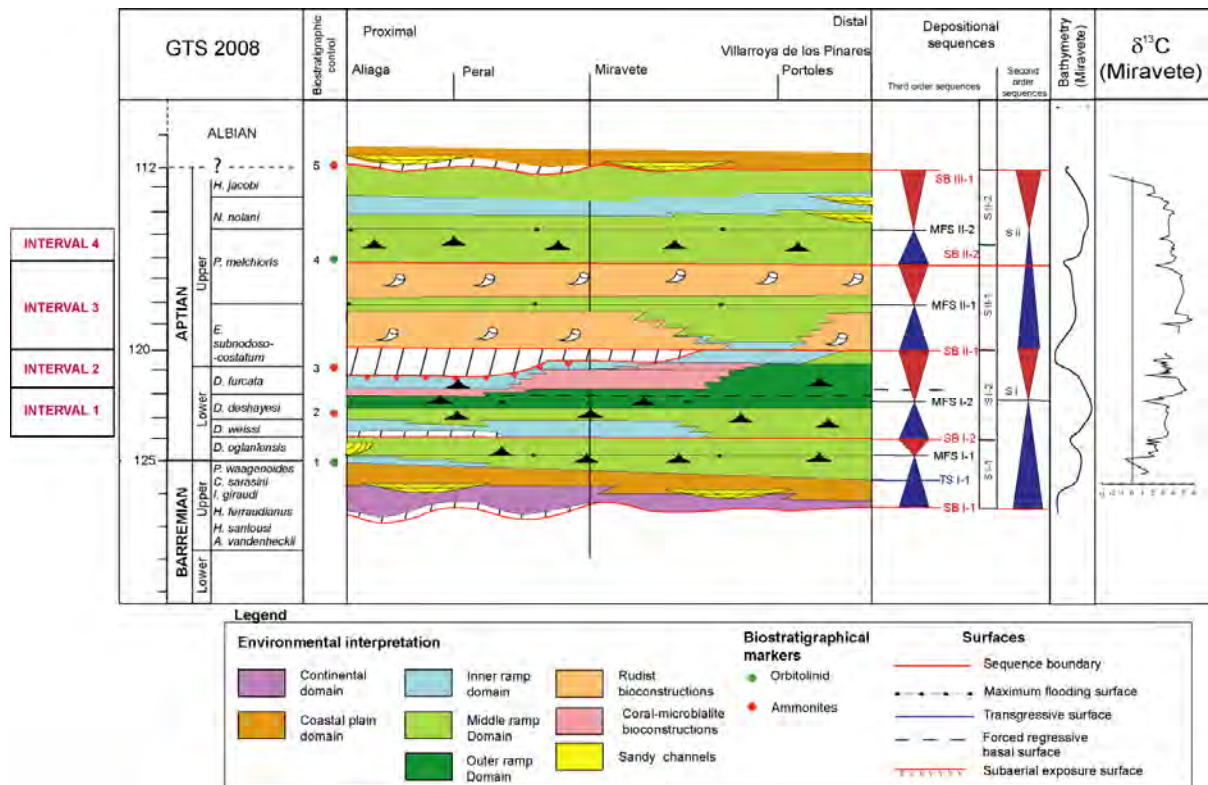 GTS 2008
Biostratigraphic
control
Proximal
Distal
Villarroya de los Pinares
Aliaga
Peral
Miravete
Portoles
Depositional
sequences
Third order sequences
Second
order
sequences
Bathymetry
(Miravete)
δ13C
(Miravete)
ALBIAN
?
112
120
125
APTIAN
Upper
Lower
BARREMIAN
Upper
Lower
H. jacobi
N. nolani
P. melchioris
E.
subnodoso-
costatum
D. furcata
D. deshayesi
D. weissi
D. oglanlensis
P. waagenoides
C. sarasini
I. giraudi
H. ferraudianus
H. santousi
A. vandenheckii
INTERVAL 4
INTERVAL 3
INTERVAL 2
INTERVAL 1
5
4
3
2
1
SB III-1
MFS II-2
SB II-2
MFS II-1
SB II-1
MFS I-2
SB I-2
MFS I-1
TS I-1
SB I-1
S II-2
S II-1
S I-2
S I-1
S II
S I
Legend
Environmental interpretation
Continental
domain
Coastal plain
domain
Inner ramp
domain
Middle ramp
Domain
Outer ramp
Domain
Rudist
bioconstructions
Coral-microbialite
bioconstructions
Sandy channels
Biostratigraphical
markers
Orbitolinid
Ammonites
Surfaces
Sequence boundary
Maximum flooding surface
Transgressive surface
Forced regressive
basal surface
Subaerial exposure surface